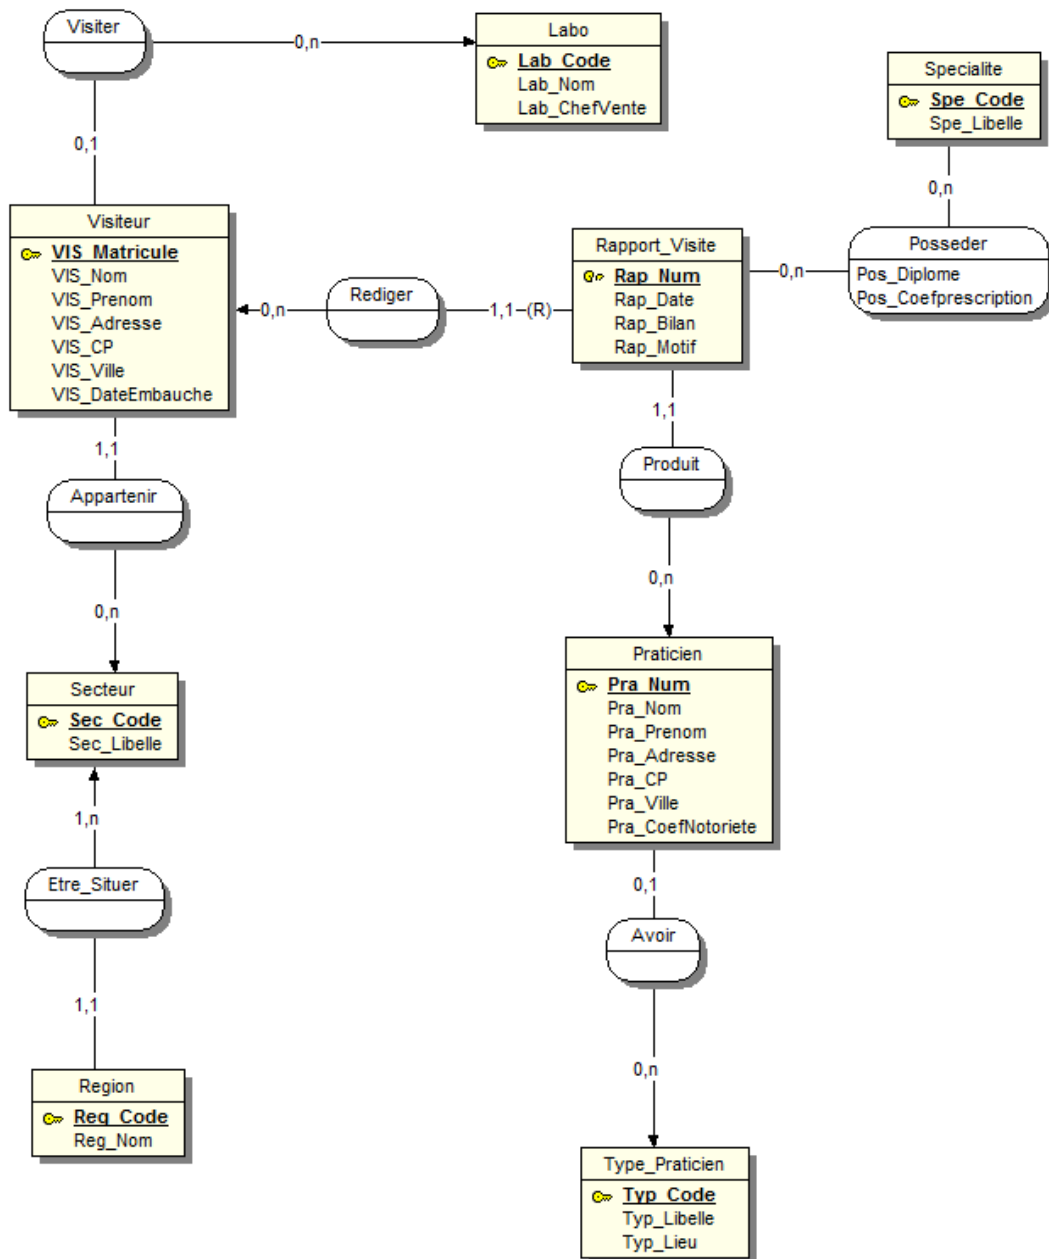 Visiter
0,n
Labo
Lab_Code
Lab_Nom
Lab_ChefVente
Specialite
Spe_Code
Spe_Libelle
0,1
0,n
Visiteur
VIS_Matricule
VIS_Nom
VIS_Prenom
VIS_Adresse
VIS_CP
VIS_Ville
VIS_DateEmbauche
0,n
Rediger
1,1
(R)
Rapport_Visite
Rap_Num
Rap_Date
Rap_Bilan
Rap_Motif
0,n
Posseder
Pos_Diplome
Pos_Coefprescription
1,1
1,1
Appartenir
Produit
0,n
0,n
Secteur
Sec_Code
Sec_Libelle
Praticien
Pra_Num
Pra_Nom
Pra_Prenom
Pra_Adresse
Pra_CP
Pra_Ville
Pra_CoefNotoriete
1,n
Etre_Situer
0,1
Avoir
1,1
0,n
Region
Reg_Code
Reg_Nom
Type_Praticien
Typ_Code
Typ_Libelle
Typ_Lieu